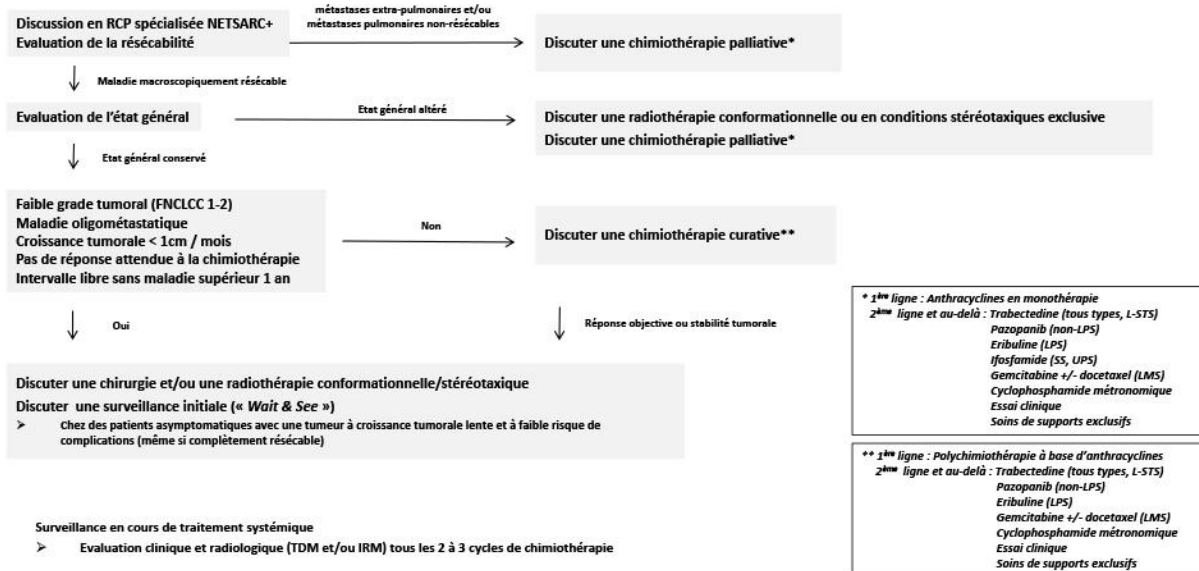 Discussion en RCP spécialisée NETSARC+
Evaluation de la résécabilité
métastases extra-pulmonaires et/ou
métastases pulmonaires non-résécables
Discuter une chimiothérapie palliative*
Maladie macroscopiquement résécable
Evaluation de l'état général
Etat général altéré
Discuter une radiothérapie conformationnelle ou en conditions stéréotaxiques exclusive
Discuter une chimiothérapie palliative*
Etat général conservé
Faible grade tumoral (FNCLCC 1-2)
Maladie oligométastatique
Croissance tumorale < 1cm / mois
Pas de réponse attendue à la chimiothérapie
Intervalle libre sans maladie supérieur 1 an
Non
Discuter une chimiothérapie curative**
Oui
Réponse objective ou stabilité tumorale
Discuter une chirurgie et/ou une radiothérapie conformationnelle/stéréotaxique
Discuter une surveillance initiale (« Wait & See »)
➢ Chez des patients asymptomatiques avec une tumeur à croissance tumorale lente et à faible risque de
complications (même si complètement résécable)
Surveillance en cours de traitement systémique
➢ Evaluation clinique et radiologique (TDM et/ou IRM) tous les 2 à 3 cycles de chimiothérapie
* 1ère ligne : Anthracyclines en monothérapie
2ème ligne et au-delà : Trabectedine (tous types, L-STS)
Pazopanib (non-LPS)
Eribuline (LPS)
Ifosfamide (SS, UPS)
Gemcitabine +/- docetaxel (LMS)
Cyclophosphamide métronomique
Essai clinique
Soins de supports exclusifs
** 1ère ligne : Polychimiothérapie à base d'anthracyclines
2ème ligne et au-delà : Trabectedine (tous types, L-STS)
Pazopanib (non-LPS)
Eribuline (LPS)
Gemcitabine +/- docetaxel (LMS)
Cyclophosphamide métronomique
Essai clinique
Soins de supports exclusifs